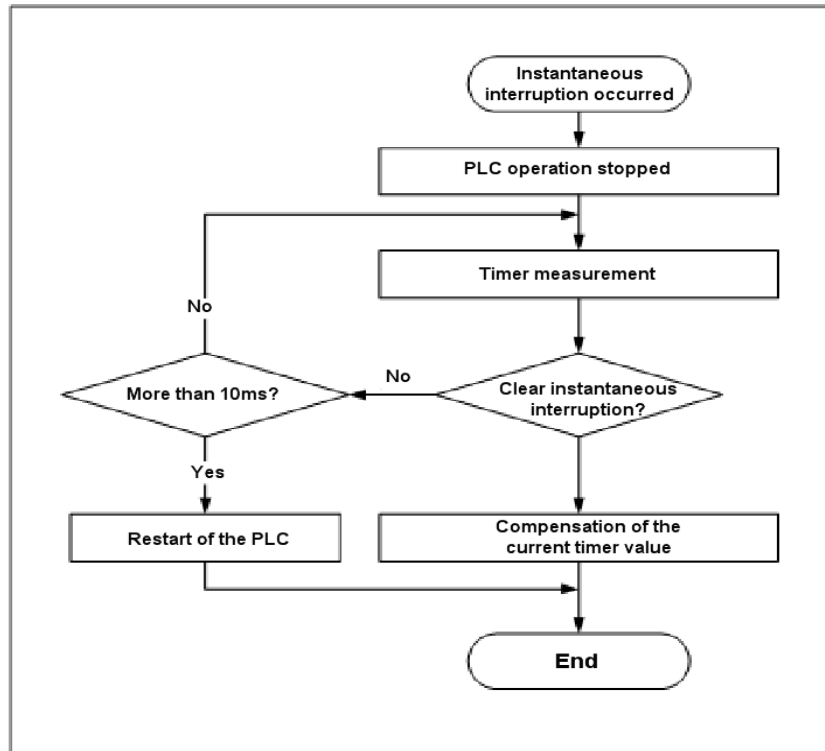 Instantaneous
interruption occurred
PLC operation stopped
Timer measurement
No
No
More than 10ms?
Clear instantaneous
interruption?
Yes
Restart of the PLC
Compensation of the
current timer value
End